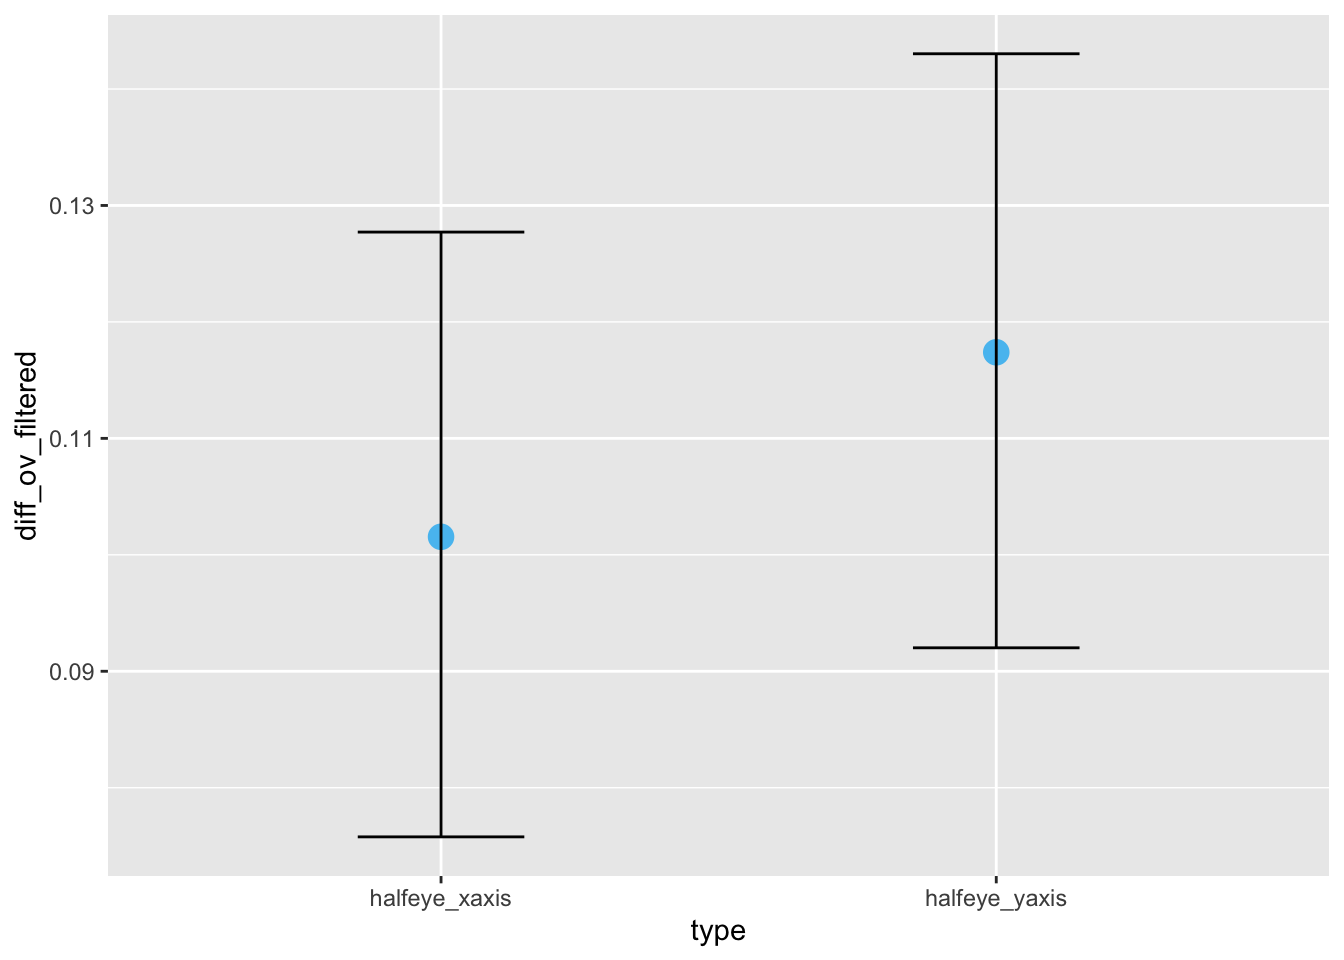 diff_ov_filtered
0.13
0.11
0.09
halfeye_xaxis
halfeye_yaxis
type